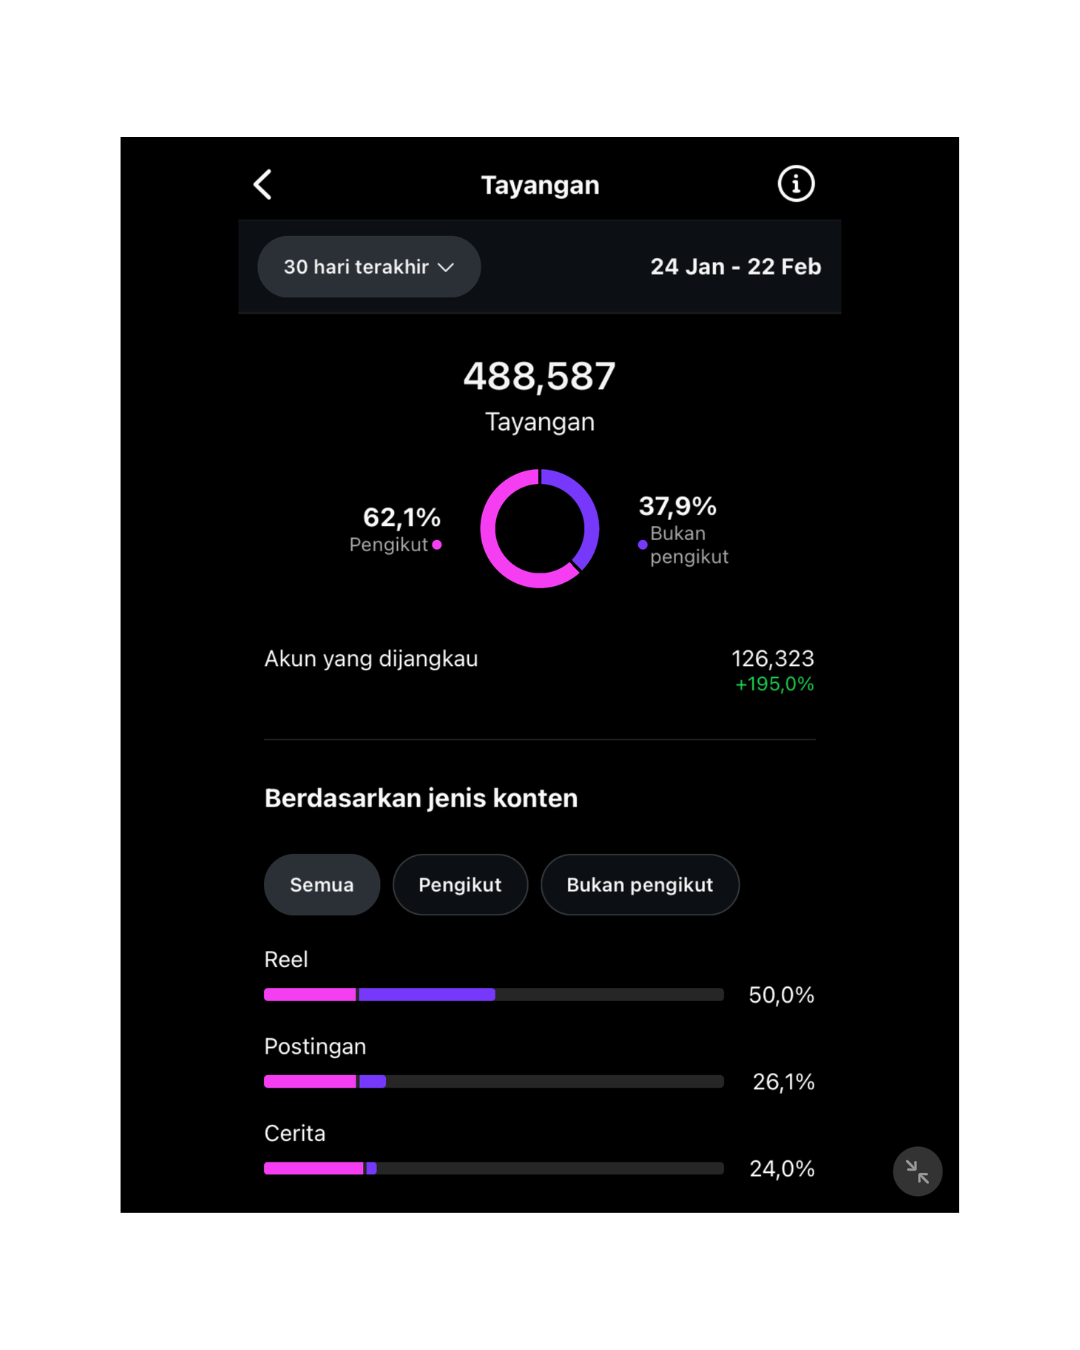 Tayangan
30 hari terakhir
24 Jan - 22 Feb
488,587
Tayangan
62,1%
Pengikut
37,9%
Bukan
pengikut
Akun yang dijangkau
126,323
+195,0%
Berdasarkan jenis konten
Semua
Pengikut
Bukan pengikut
Reel
50,0%
Postingan
26,1%
Cerita
24,0%